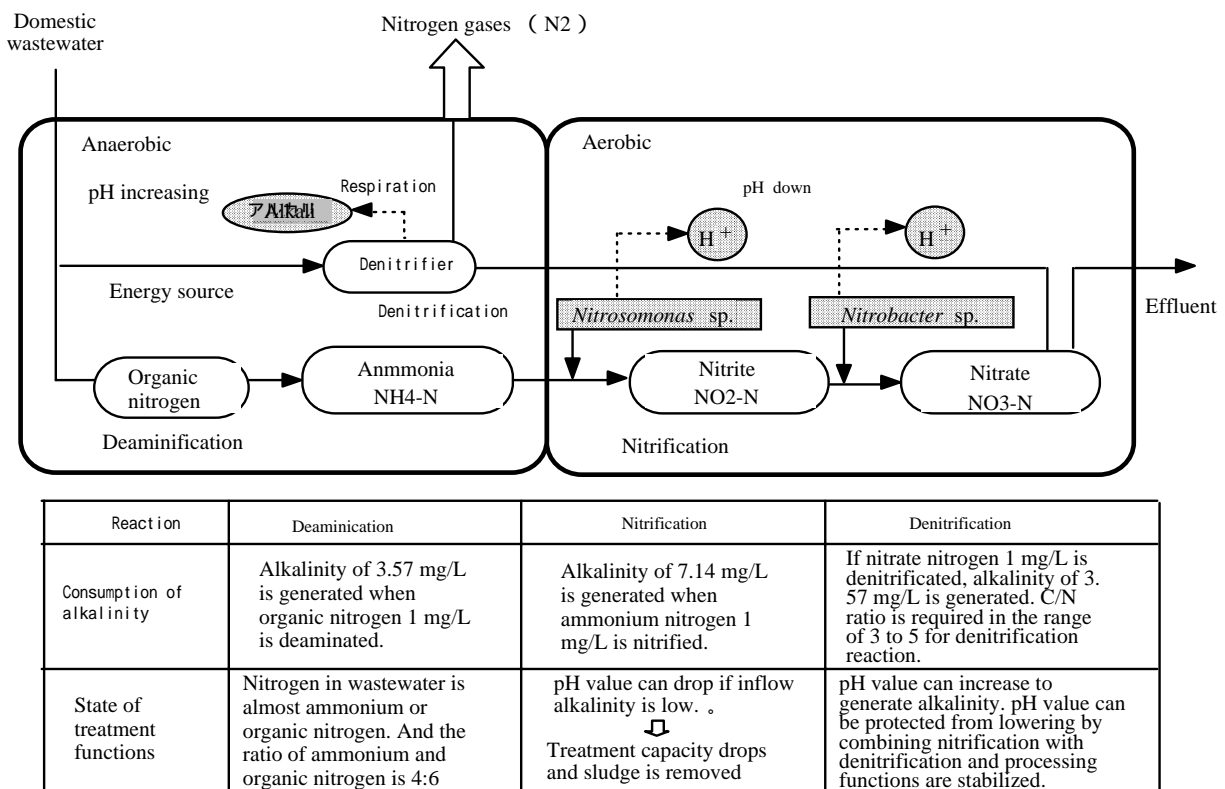 Domestic
wastewater
Nitrogen gases （ N2 ）
Anaerobic
pH increasing
Alkali
Respiration
Denitrifier
Energy source
Denitrification
Organic
nitrogen
Anmmonia
NH4-N
Deaminification
Aerobic
pH down
H +
H +
Nitrosomonas sp.
Nitrobacter sp.
Nitrite
NO2-N
Nitrate
NO3-N
Nitrification
Effluent
Reaction
Deaminication
Nitrification
Denitrification
Consumption of
alkalinity
Alkalinity of 3.57 mg/L
is generated when
organic nitrogen 1 mg/L
is deaminated.
Alkalinity of 7.14 mg/L
is generated when
ammonium nitrogen 1
mg/L is nitrified.
If nitrate nitrogen 1 mg/L is
denitrificated, alkalinity of 3.
57 mg/L is generated. C/N
ratio is required in the range
of 3 to 5 for denitrification
reaction.
State of
treatment
functions
Nitrogen in wastewater is
almost ammonium or
organic nitrogen. And the
ratio of ammonium and
organic nitrogen is 4:6
pH value can drop if inflow
alkalinity is low. 。
Treatment capacity drops
and sludge is removed
pH value can increase to
generate alkalinity. pH value can
be protected from lowering by
combining nitrification with
denitrification and processing
functions are stabilized.